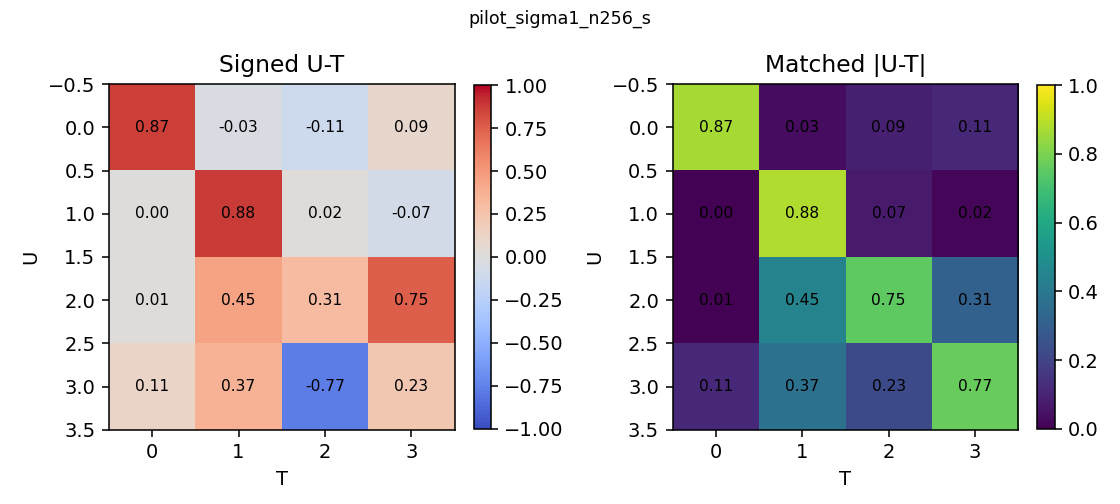 pilot_sigma1_n256_s
Signed U-T
−0.5
0.0
0.5
1.0
1.5
2.0
2.5
3.0
3.5
U
0.87 -0.03 -0.11 0.09
0.00 0.88 0.02 -0.07
0.01 0.45 0.31 0.75
0.11 0.37 -0.77 0.23
0 1 2 3
T
1.00
0.75
0.50
0.25
0.00
−0.25
−0.50
−0.75
−1.00
Matched |U-T|
−0.5
0.0
0.5
1.0
1.5
2.0
2.5
3.0
3.5
U
0.87 0.03 0.09 0.11
0.00 0.88 0.07 0.02
0.01 0.45 0.75 0.31
0.11 0.37 0.23 0.77
0 1 2 3
T
1.0
0.8
0.6
0.4
0.2
0.0